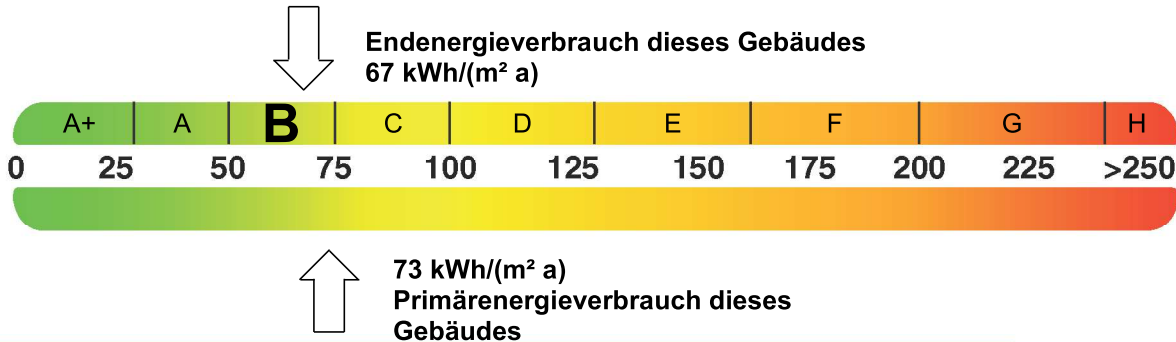 Endenergieverbrauch dieses Gebäudes
67 kWh/(m² a)
A+ A B C D E F G H
0 25 50 75 100 125 150 175 200 225 >250
73 kWh/(m² a)
Primärenergieverbrauch dieses
Gebäudes